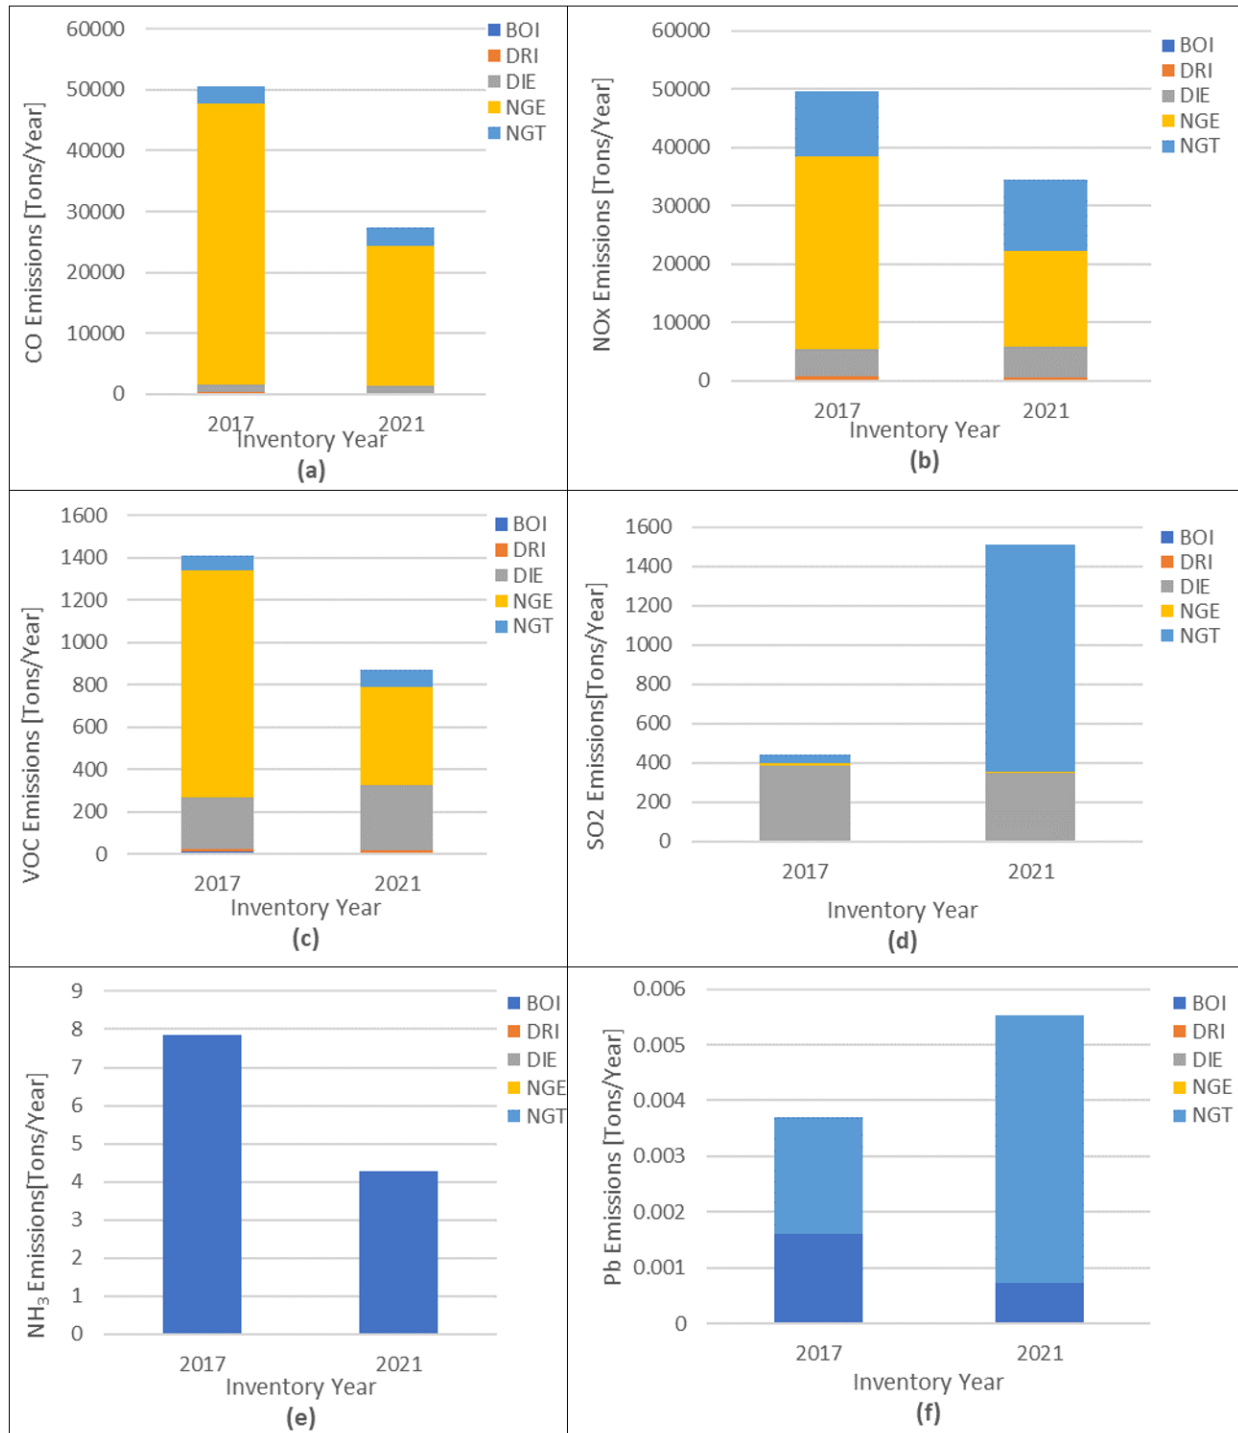 60000
50000
40000
30000
20000
10000
0
CO Emissions [Tons/Year]
2017
2021
Inventory Year
(a)
BOI
DRI
DIE
NGE
NGT
60000
50000
40000
30000
20000
10000
0
NOx Emissions [Tons/Year]
2017
2021
Inventory Year
(b)
BOI
DRI
DIE
NGE
NGT
1600
1400
1200
1000
800
600
400
200
0
VOC Emissions [Tons/Year]
2017
2021
Inventory Year
(c)
BOI
DRI
DIE
NGE
NGT
1600
1400
1200
1000
800
600
400
200
0
SO2 Emissions[Tons/Year]
2017
2021
Inventory Year
(d)
BOI
DRI
DIE
NGE
NGT
9
8
7
6
5
4
3
2
1
0
NH₃ Emissions[Tons/Year]
2017
2021
Inventory Year
(e)
BOI
DRI
DIE
NGE
NGT
0.006
0.005
0.004
0.003
0.002
0.001
0
Pb Emissions [Tons/Year]
2017
2021
Inventory Year
(f)
BOI
DRI
DIE
NGE
NGT